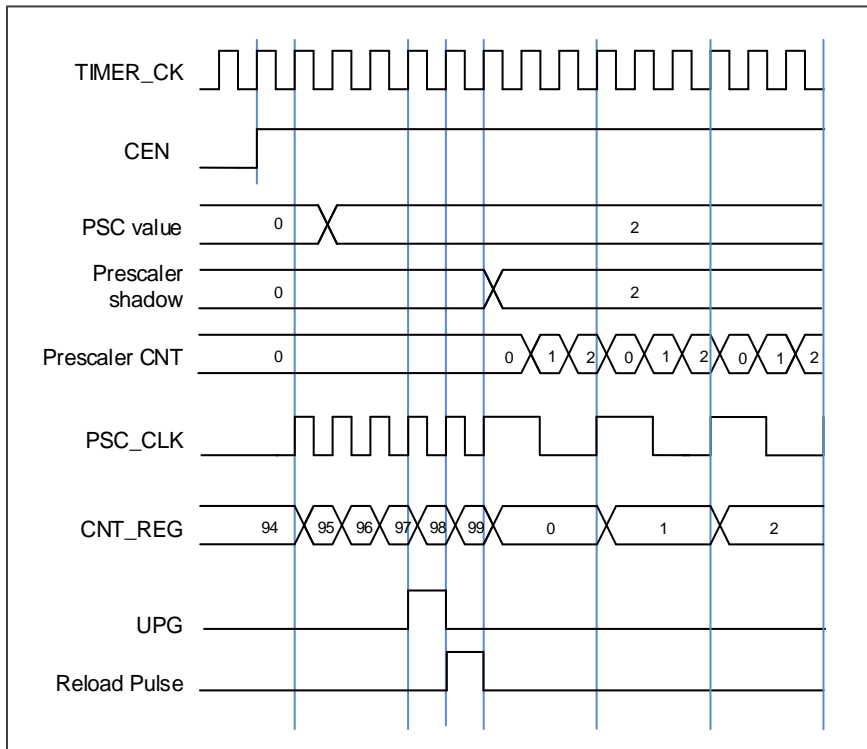 TIMER_CK
CEN
PSC value 0 2
Prescaler
shadow 0 2
Prescaler CNT 0 0 1 2 0 1 2 0 1 2
PSC_CLK
CNT_REG 94 95 96 97 98 99 0 1 2
UPG
Reload Pulse